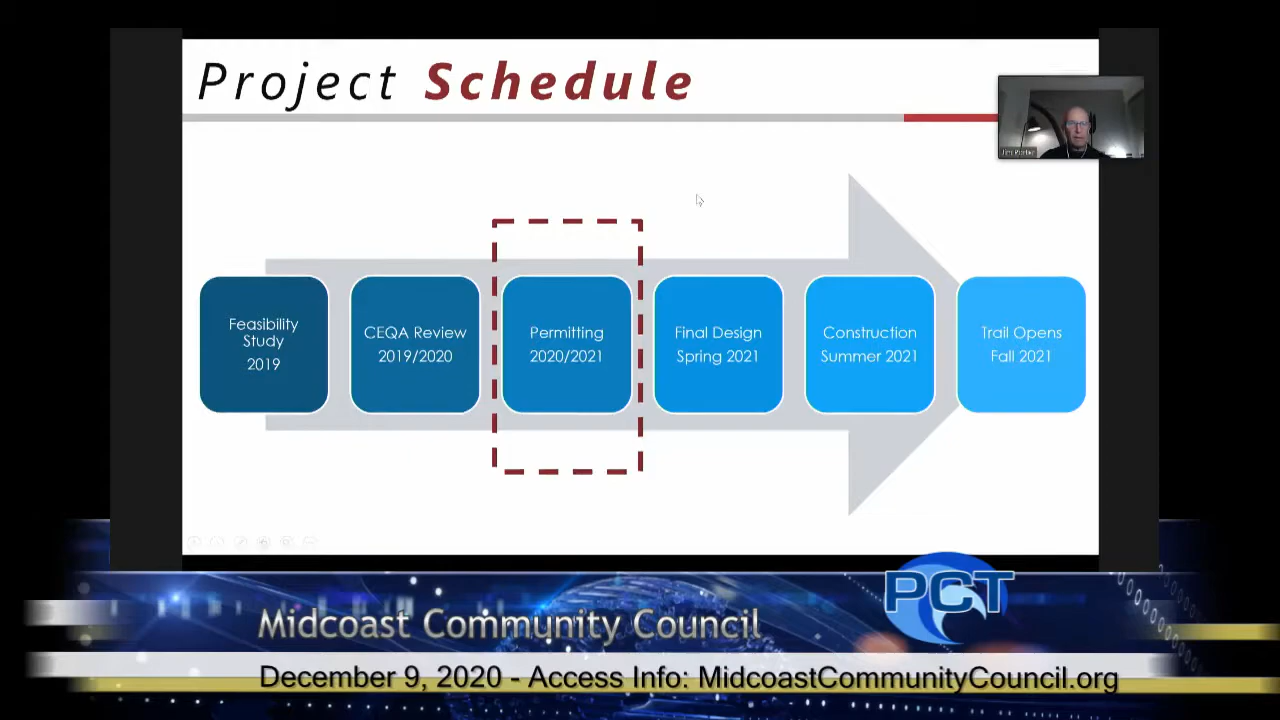 Project Schedule
Feasibility
Study
2019
CEQA Review
2019/2020
Permitting
2020/2021
Final Design
Spring 2021
Construction
Summer 2021
Trail Opens
Fall 2021
PCT
Midcoast Community Council
December 9, 2020 - Access Info: MidcoastCommunityCouncil.org